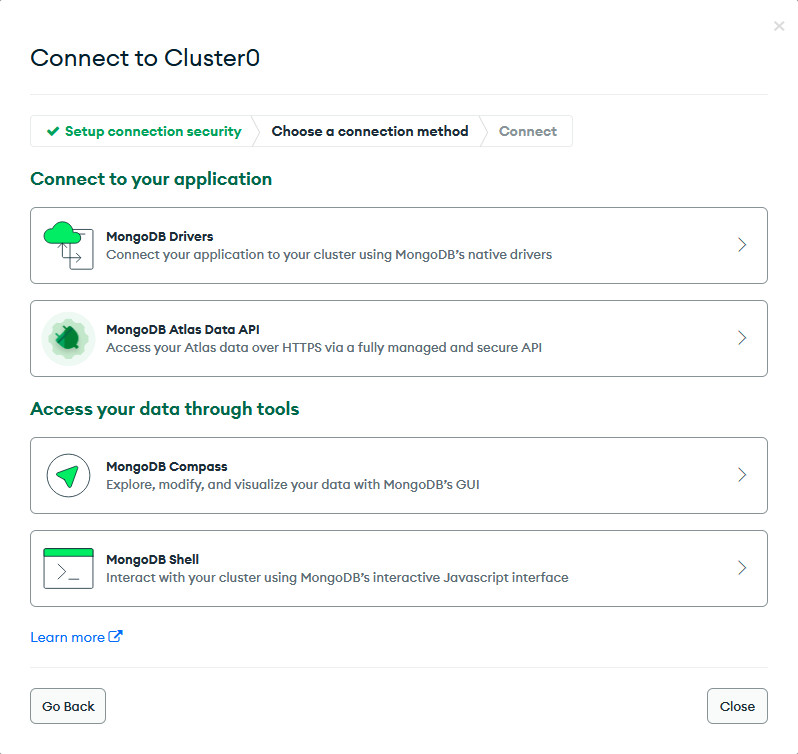 Connect to Cluster0
Setup connection security
Choose a connection method
Connect
Connect to your application
MongoDB Drivers
Connect your application to your cluster using MongoDB's native drivers
MongoDB Atlas Data API
Access your Atlas data over HTTPS via a fully managed and secure API
Access your data through tools
MongoDB Compass
Explore, modify, and visualize your data with MongoDB's GUI
MongoDB Shell
Interact with your cluster using MongoDB's interactive Javascript interface
Learn more
Go Back
Close